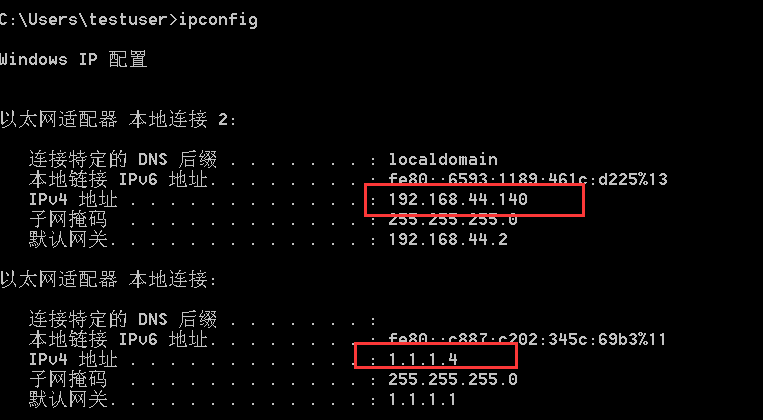 C:\Users\testuser>ipconfig
Windows IP 配置
以太网适配器 本地连接 2:
连接特定的 DNS 后缀 . . . . . . . : localdomain
本地链接 IPv6 地址. . . . . . . . : fe80::6593:1189:461c:d225%13
IPv4 地址 . . . . . . . . . . . . : 192.168.44.140
子网掩码 . . . . . . . . . . . . : 255.255.255.0
默认网关. . . . . . . . . . . . . : 192.168.44.2
以太网适配器 本地连接:
连接特定的 DNS 后缀 . . . . . . . :
本地链接 IPv6 地址. . . . . . . . : fe80::c887:c202:345c:69b3%11
IPv4 地址 . . . . . . . . . . . . : 1.1.1.4
子网掩码 . . . . . . . . . . . . : 255.255.255.0
默认网关. . . . . . . . . . . . . : 1.1.1.1